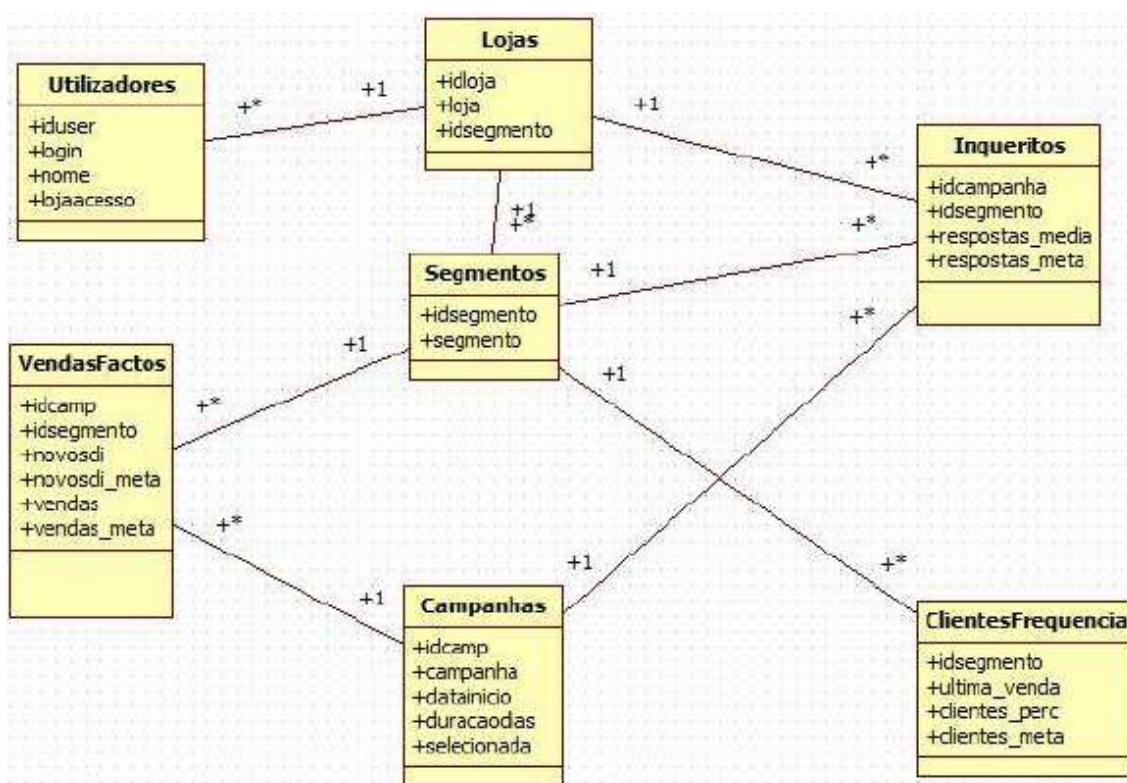 Lojas
+idloja
+loja
+idsegmento
Utilizadores
+iduser
+login
+nome
+lojaacesso
+*
+1
+1
+*
Inqueritos
+idcampanha
+idsegmento
+respostas_media
+respostas_meta
+1
+*
Segmentos
+idsegmento
+segmento
+1
+*
+*
+1
+*
+1
VendasFactos
+idcamp
+idsegmento
+novosdi
+novosdi_meta
+vendas
+vendas_meta
+*
+1
+1
+*
Campanhas
+idcamp
+campanha
+datainicio
+duracaodias
+selecionada
ClientesFrequencia
+idsegmento
+ultima_venda
+clientes_perc
+clientes_meta